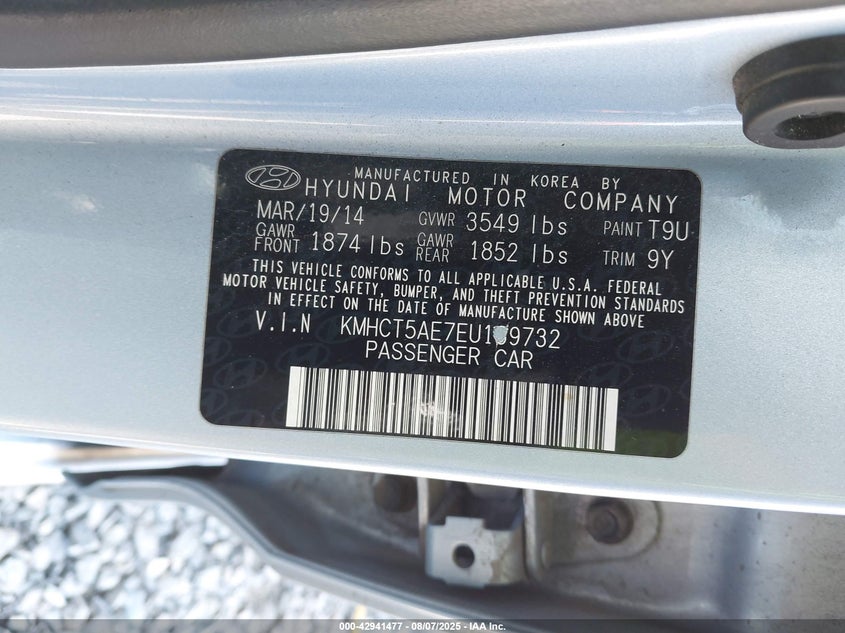 MANUFACTURED IN KOREA BY
HYUNDAI MOTOR COMPANY
MAR/19/14 GVWR 3549 lbs PAINT T9U
GAWR FRONT 1874 lbs GAWR REAR 1852 lbs TRIM 9Y
THIS VEHICLE CONFORMS TO ALL APPLICABLE U.S.A. FEDERAL
MOTOR VEHICLE SAFETY, BUMPER, AND THEFT PREVENTION STANDARDS
IN EFFECT ON THE DATE OF MANUFACTURE SHOWN ABOVE
V.I.N
PASSENGER CAR
000-42941477 - 08/07/2025 - IAA Inc.